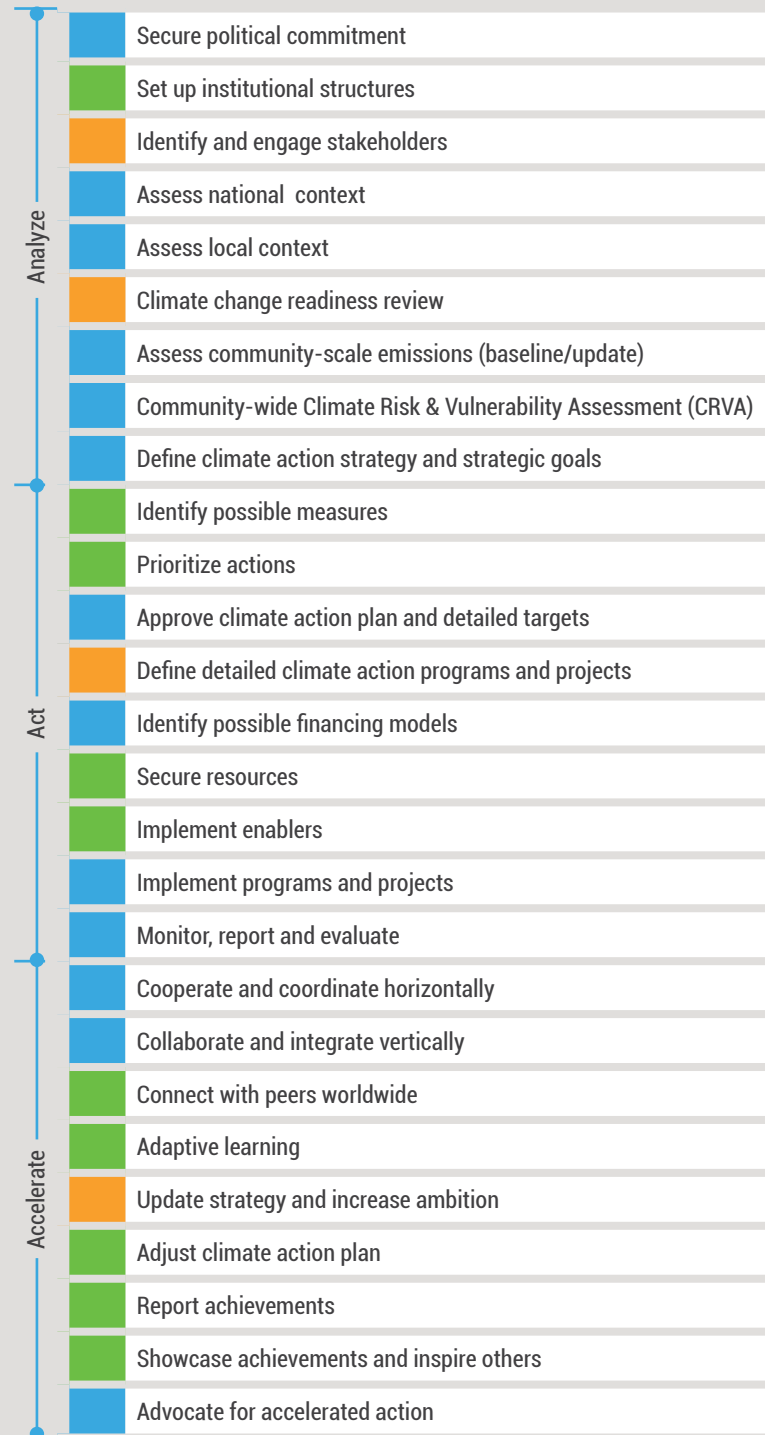 Analyze
Secure political commitment
Set up institutional structures
Identify and engage stakeholders
Assess national  context
Assess local context
Climate change readiness review
Assess community-scale emissions (baseline/update)
Community-wide Climate Risk & Vulnerability Assessment (CRVA)
Define climate action strategy and strategic goals
Act
Identify possible measures
Prioritize actions
Approve climate action plan and detailed targets
Define detailed climate action programs and projects
Identify possible financing models
Secure resources
Implement enablers
Implement programs and projects
Monitor, report and evaluate
Accelerate
Cooperate and coordinate horizontally
Collaborate and integrate vertically
Connect with peers worldwide
Adaptive learning
Update strategy and increase ambition
Adjust climate action plan
Report achievements
Showcase achievements and inspire others
Advocate for accelerated action